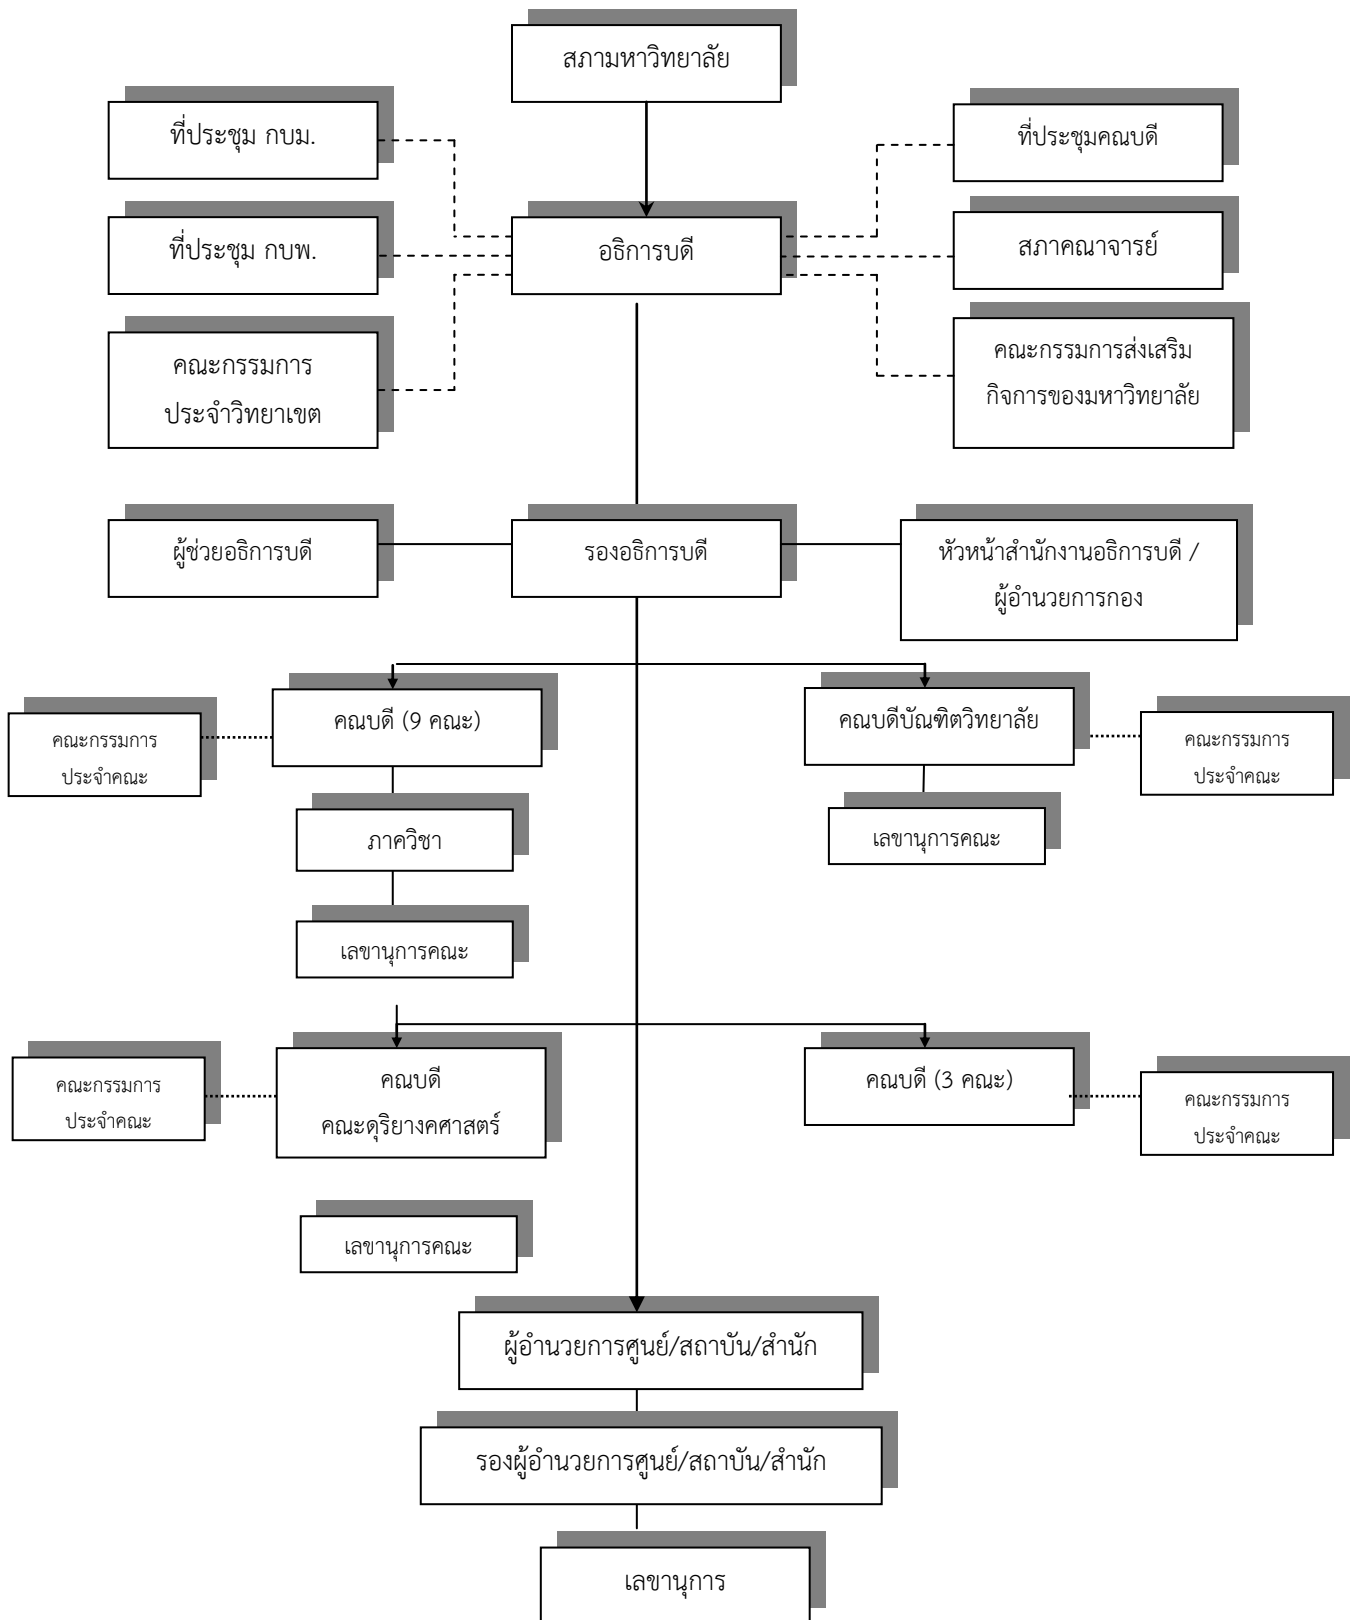 สภามหาวิทยาลัย
ที่ประชุม กบม.
ที่ประชุมคณบดี
ที่ประชุม กบพ.
อธิการบดี
สภาคณาจารย์
คณะกรรมการ
ประจำวิทยาเขต
คณะกรรมการส่งเสริม
กิจการของมหาวิทยาลัย
ผู้ช่วยอธิการบดี
รองอธิการบดี
หัวหน้าสำนักงานอธิการบดี /
ผู้อำนวยการกอง
คณะกรรมการ
ประจำคณะ
คณบดี (9 คณะ)
คณบดีบัณฑิตวิทยาลัย
คณะกรรมการ
ประจำคณะ
ภาควิชา
เลขานุการคณะ
เลขานุการคณะ
คณะกรรมการ
ประจำคณะ
คณบดี
คณะดุริยางคศาสตร์
คณบดี (3 คณะ)
คณะกรรมการ
ประจำคณะ
เลขานุการคณะ
ผู้อำนวยการศูนย์/สถาบัน/สำนัก
รองผู้อำนวยการศูนย์/สถาบัน/สำนัก
เลขานุการ